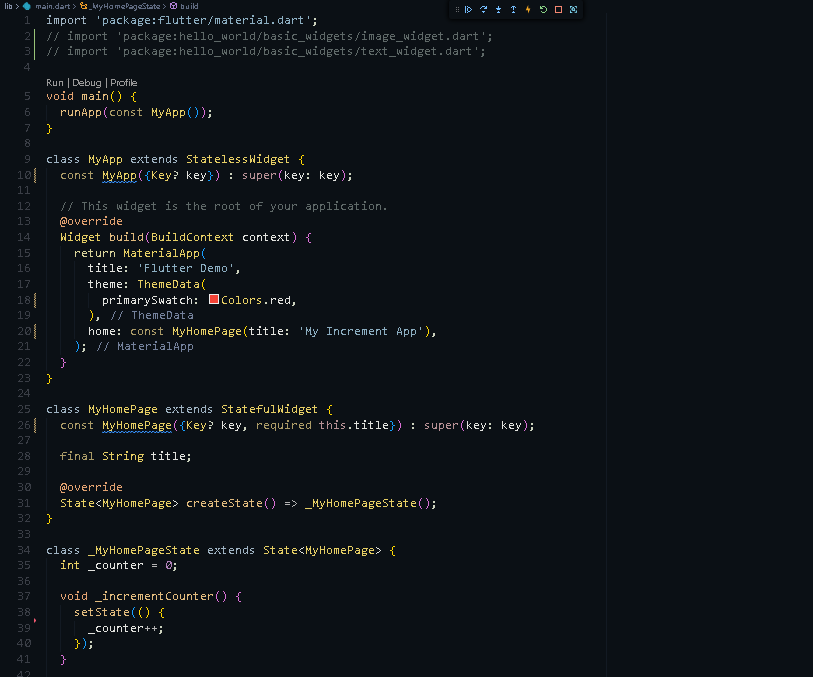 lib > main.dart > _MyHomePageState > build
1 import 'package:flutter/material.dart';
2 // import 'package:hello_world/basic_widgets/image_widget.dart';
3 // import 'package:hello_world/basic_widgets/text_widget.dart';
4
Run | Debug | Profile
5 void main() {
6   runApp(const MyApp());
7 }
8
9 class MyApp extends StatelessWidget {
10   const MyApp({Key? key}) : super(key: key);
11
12   // This widget is the root of your application.
13   @override
14   Widget build(BuildContext context) {
15     return MaterialApp(
16       title: 'Flutter Demo',
17       theme: ThemeData(
18         primarySwatch: Colors.red,
19       ), // ThemeData
20       home: const MyHomePage(title: 'My Increment App'),
21     ); // MaterialApp
22   }
23 }
24
25 class MyHomePage extends StatefulWidget {
26   const MyHomePage({Key? key, required this.title}) : super(key: key);
27
28   final String title;
29
30   @override
31   State<MyHomePage> createState() => _MyHomePageState();
32 }
33
34 class _MyHomePageState extends State<MyHomePage> {
35   int _counter = 0;
36
37   void _incrementCounter() {
38     setState(() {
39       _counter++;
40     });
41   }
42